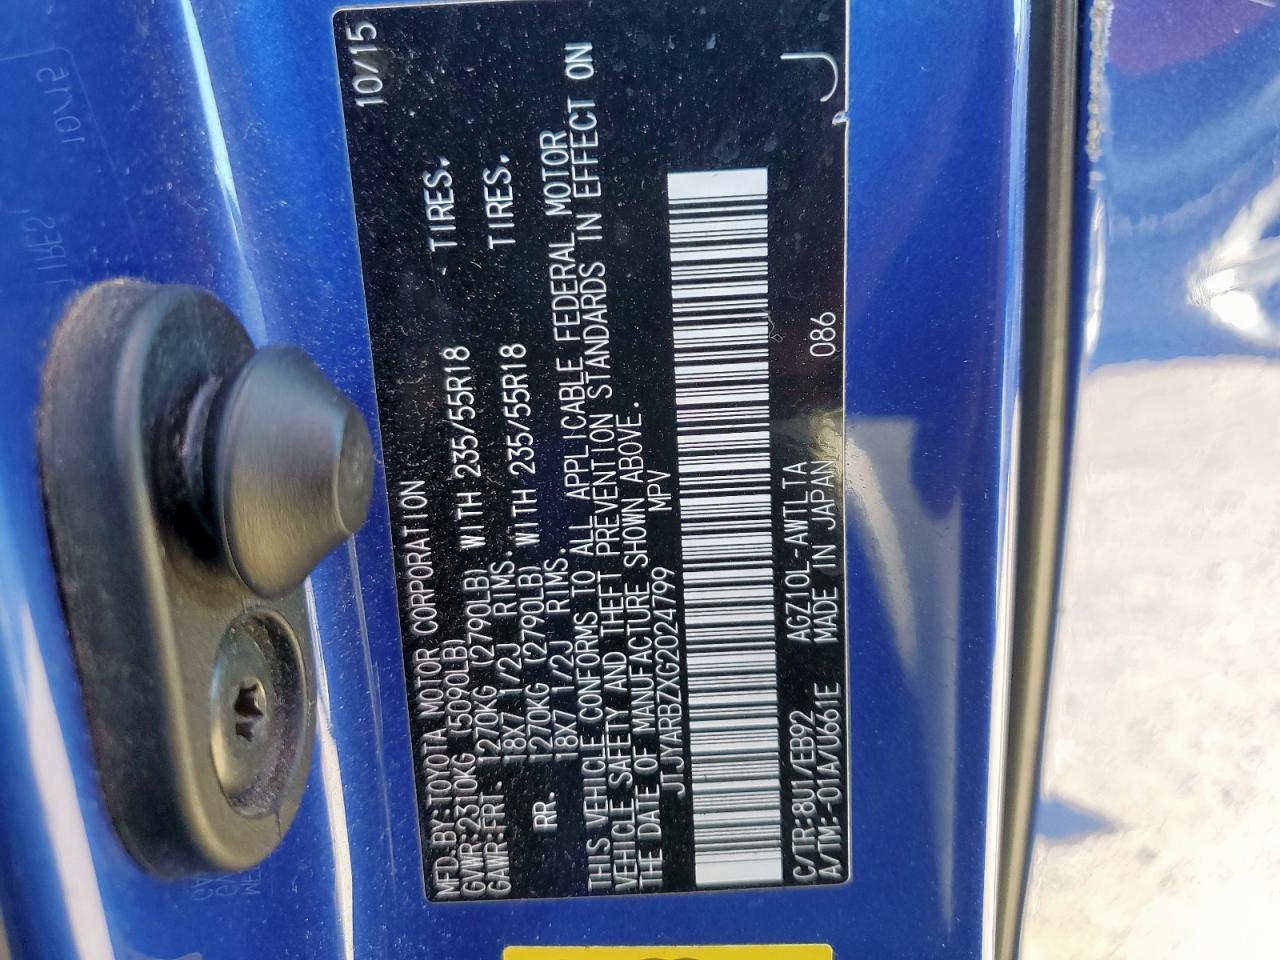 MFD.BY:TOYOTA MOTOR CORPORATION 10/15
GVWR:2310KG (5090LB)
GAWR:FRT. 1270KG (2790LB) WITH 235/55R18 TIRES.
18X7 1/2J RIMS.
RR. 1270KG (2790LB) WITH 235/55R18 TIRES.
18X7 1/2J RIMS.
THIS VEHICLE CONFORMS TO ALL APPLICABLE FEDERAL MOTOR
VEHICLE SAFETY AND THEFT PREVENTION STANDARDS IN EFFECT ON
THE DATE OF MANUFACTURE SHOWN ABOVE.
JTJYARBZXG2024799 MPV
C/TR:8U1/EB92 AGZ10L-AWTLTA 086 J
A/TM:-01A/U661E MADE IN JAPAN